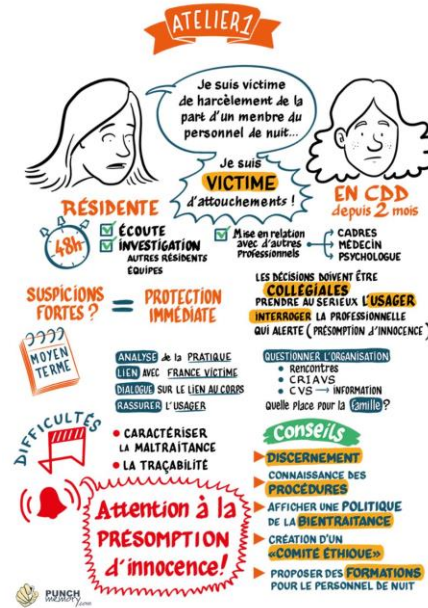 ATELIER 1
Je suis victime
de harcèlement de la
part d'un menbre du
personnel de nuit...
Je suis
VICTIME
d'attouchements !
RÉSIDENTE
EN CDD
depuis 2 mois
48h
ÉCOUTE
INVESTIGATION
AUTRES RÉSIDENTS
ÉQUIPES
Mise en relation
avec d'autres
Professionnels
CADRES
MÉDECIN
PSYCHOLOGUE
SUSPICIONS
FORTES ?
=
PROTECTION
IMMÉDIATE
LES DÉCISIONS DOIVENT ÊTRE
COLLÉGIALES
PRENDRE AU SERIEUX L'USAGER
INTERROGER LA PROFESSIONNELLE
QUI ALERTE (PRÉSOMPTION D'INNOCENCE)
MOYEN
TERME
ANALYSE de la PRATIQUE
LIEN AVEC FRANCE VICTIME
DIALOGUE SUR LE LIEN AU CORPS
RASSURER L'USAGER
QUESTIONNER L'ORGANISATION
• Rencontres
• CRIAVS
• CVS → INFORMATION
Quelle Place pour la famille ?
DIFFICULTÉS
• CARACTÉRISER
LA MALTRAITANCE
• LA TRAÇABILITÉ
Attention à la
PRÉSOMPTION
d'innocence!
Conseils
DISCERNEMENT
CONNAISSANCE DES
PROCÉDURES
AFFICHER UNE POLITIQUE
DE LA BIENTRAITANCE
CRÉATION D'UN
«COMITÉ ÉTHIQUE»
PROPOSER DES FORMATIONS
POUR LE PERSONNEL DE NUIT
PUNCH
MEMORY.com